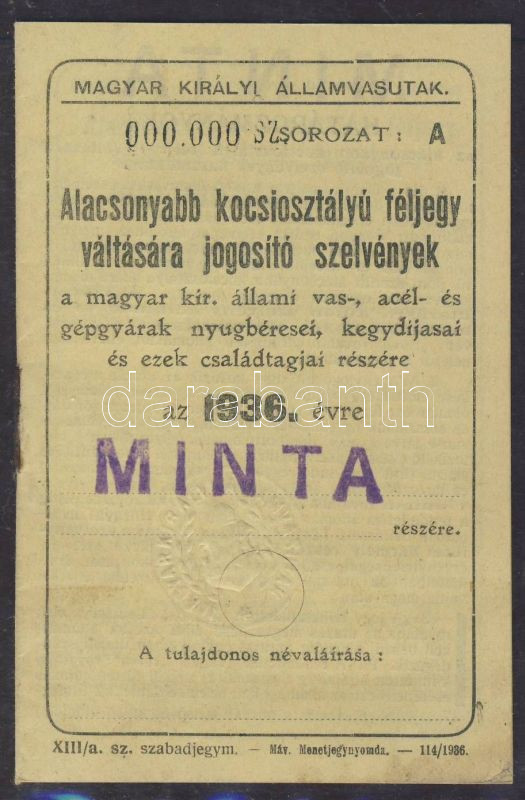 MAGYAR KIRÁLYI ÁLLAMVASUTAK.
000.000 SZ. SOROZAT: A
Alacsonyabb kocsiosztályú féljegy
váltására jogosító szelvények
a magyar kir. állami vas-, acél- és
gépgyárak nyugbéresei, kegydíjasai
és ezek családtagjai részére
darabanth
az 1936. évre
MINTA
részére.
A tulajdonos névaláírása:
XIII/a. sz. szabadjegym. — Máv. Menetjegynyomda. — 114/1936.